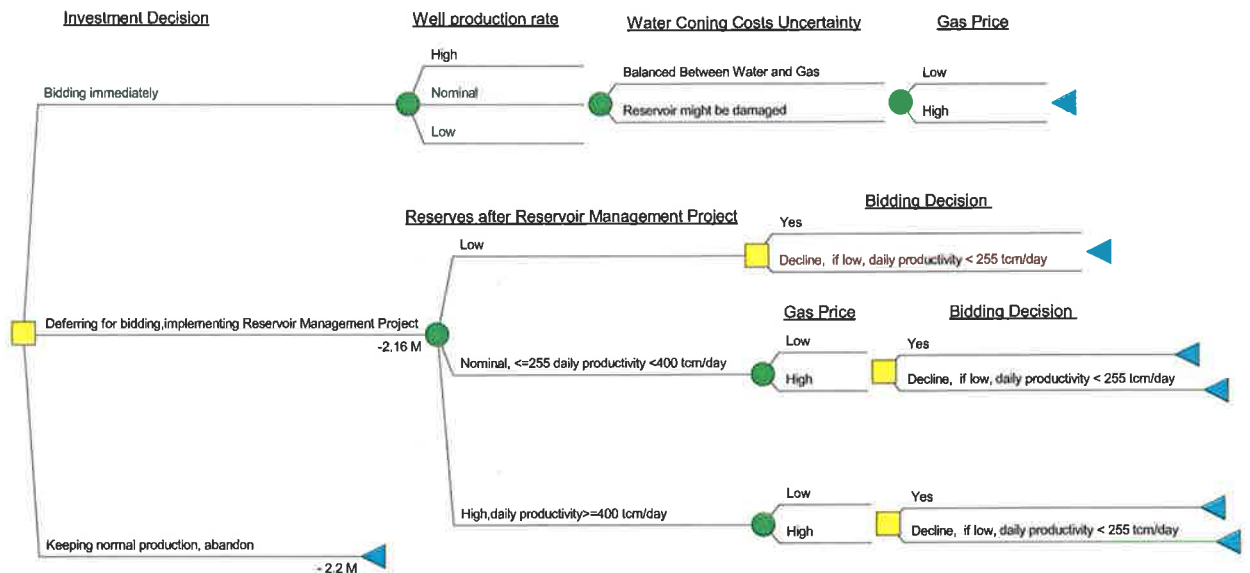 Investment Decision
Well production rate
Water Coning Costs Uncertainty
Gas Price
High
Balanced Between Water and Gas
Low
Bidding immediately
Nominal
Reservoir might be damaged
High
Low
Reserves after Reservoir Management Project
Bidding Decision
Low
Yes
Decline, if low, daily productivity < 255 tcm/day
Gas Price
Bidding Decision
Deferring for bidding,implementing Reservoir Management Project
-2.16 M
Low
Yes
Nominal, <=255 daily productivity <400 tcm/day
High
Decline, if low, daily productivity < 255 tcm/day
Low
Yes
High,daily productivity>=400 tcm/day
High
Decline, if low, daily productivity < 255 tcm/day
Keeping normal production, abandon
- 2.2 M